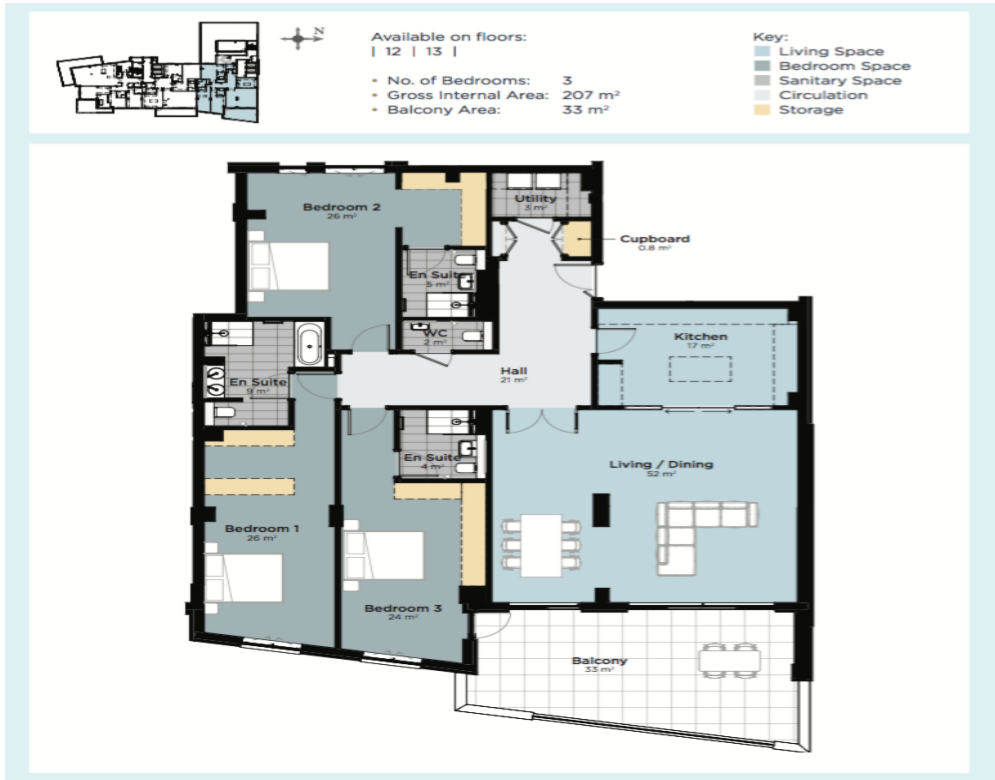 N
Available on floors:
| 12 | 13 |
• No. of Bedrooms: 3
• Gross Internal Area: 207 m²
• Balcony Area: 33 m²
Key:
Living Space
Bedroom Space
Sanitary Space
Circulation
Storage
Bedroom 2
26 m²
Utility
3 m²
Cupboard
0.8 m²
En Suite
5 m²
WC
2 m²
Kitchen
17 m²
Hall
21 m²
En Suite
9 m²
En Suite
4 m²
Living / Dining
52 m²
Bedroom 1
26 m²
Bedroom 3
24 m²
Balcony
33 m²